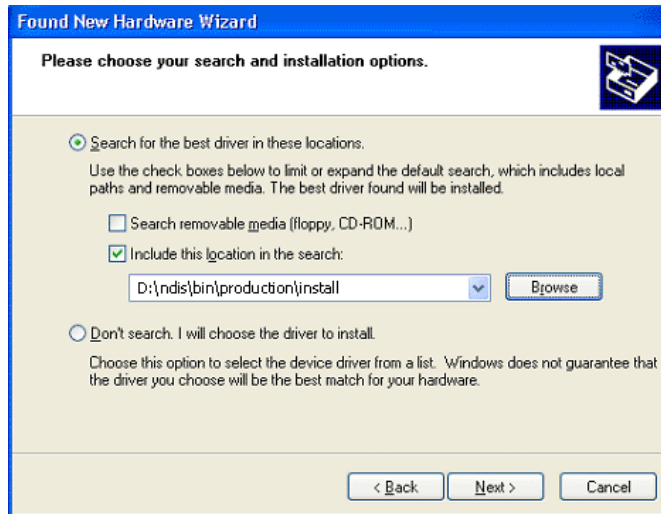 Found New Hardware Wizard
Please choose your search and installation options.
Search for the best driver in these locations.
Use the check boxes below to limit or expand the default search, which includes local
paths and removable media. The best driver found will be installed.
Search removable media (floppy, CD-ROM...)
Include this location in the search:
D:\ndis\bin\production\install
Browse
Don't search. I will choose the driver to install.
Choose this option to select the device driver from a list. Windows does not guarantee that
the driver you choose will be the best match for your hardware.
< Back
Next >
Cancel